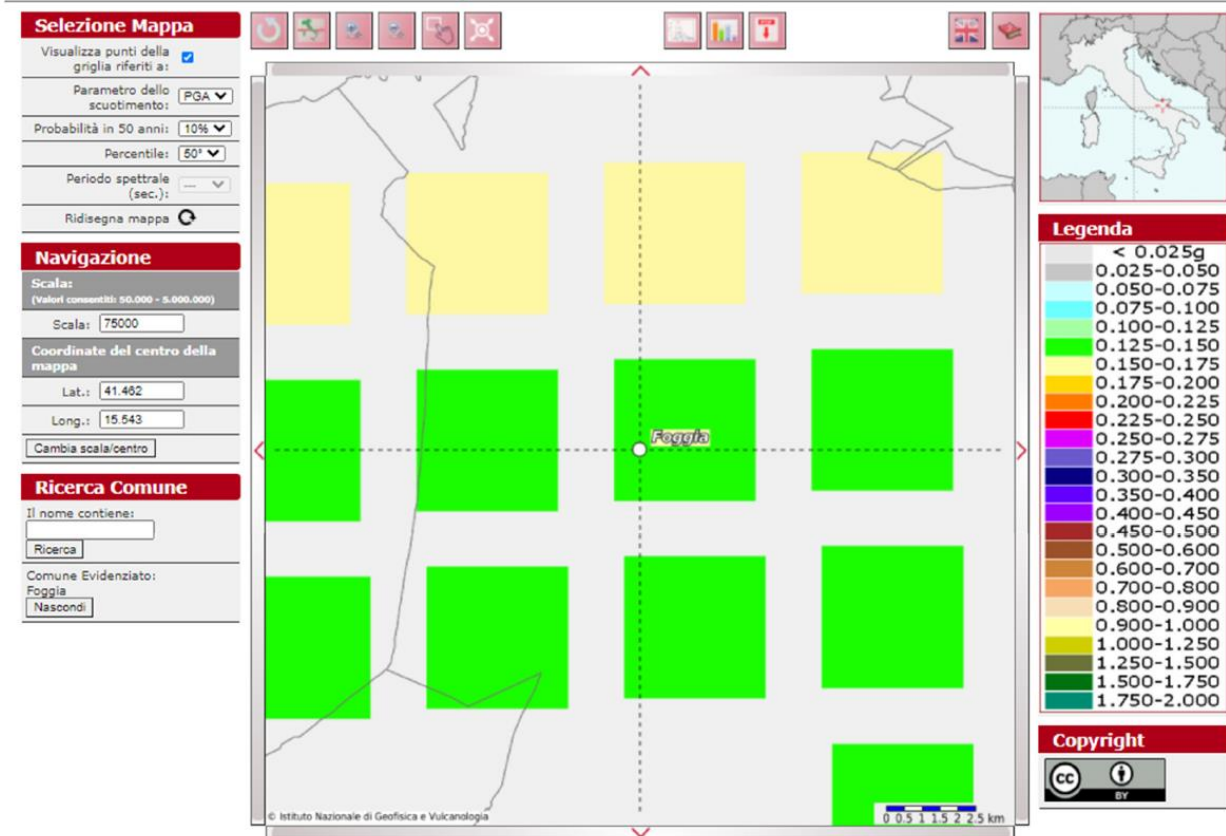 Selezione Mappa
Visualizza punti della
griglia riferiti a:
Parametro dello
scuotimento: PGA
Probabilità in 50 anni: 10%
Percentile: 50°
Periodo spettrale
(sec.): ---
Ridisegna mappa
Navigazione
Scala:
(Valori consentiti: 50.000 - 5.000.000)
Scala: 75000
Coordinate del centro della
mappa
Lat.: 41.462
Long.: 15.543
Cambia scala/centro
Ricerca Comune
Il nome contiene:
Ricerca
Comune Evidenziato:
Foggia
Nascondi
Foggia
© Istituto Nazionale di Geofisica e Vulcanologia
0 0.5 1 1.5 2 2.5 km
Legenda
< 0.025g
0.025-0.050
0.050-0.075
0.075-0.100
0.100-0.125
0.125-0.150
0.150-0.175
0.175-0.200
0.200-0.225
0.225-0.250
0.250-0.275
0.275-0.300
0.300-0.350
0.350-0.400
0.400-0.450
0.450-0.500
0.500-0.600
0.600-0.700
0.700-0.800
0.800-0.900
0.900-1.000
1.000-1.250
1.250-1.500
1.500-1.750
1.750-2.000
Copyright
cc
BY